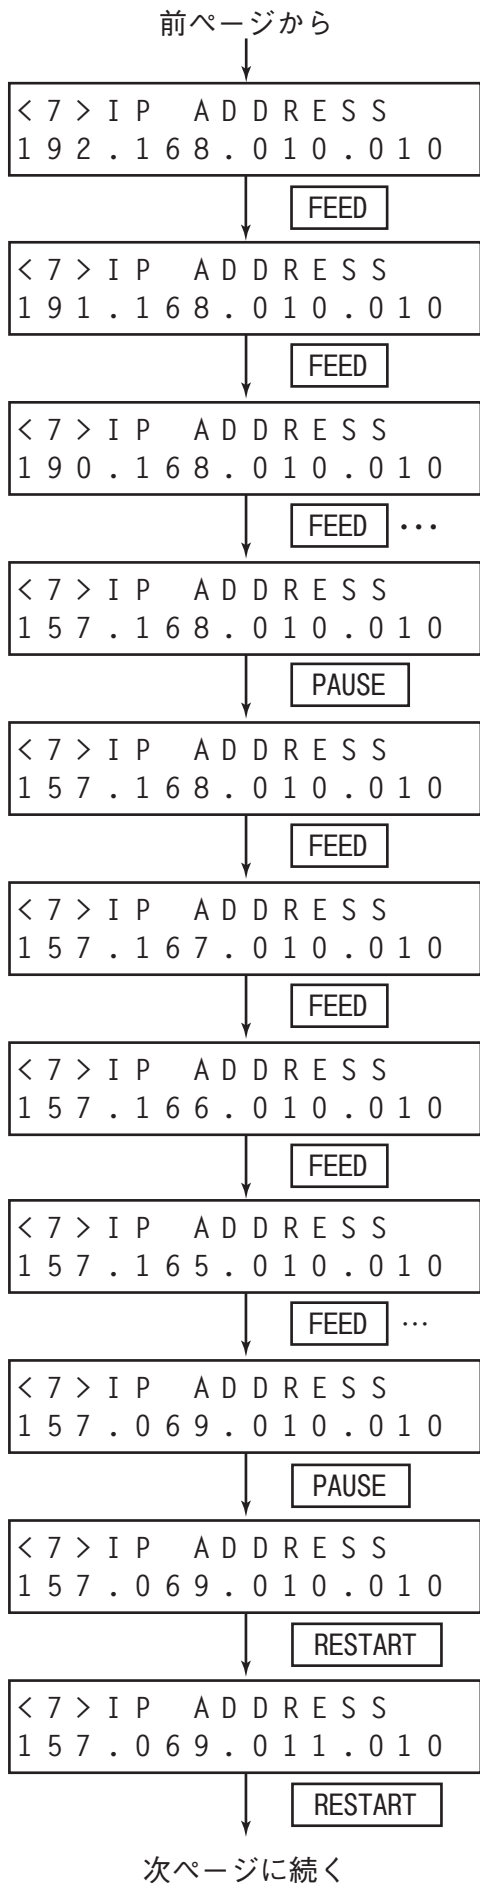 前ページから
<7>IP ADDRESS
192.168.010.010
FEED
<7>IP ADDRESS
191.168.010.010
FEED
<7>IP ADDRESS
190.168.010.010
FEED ···
<7>IP ADDRESS
157.168.010.010
PAUSE
<7>IP ADDRESS
157.168.010.010
FEED
<7>IP ADDRESS
157.167.010.010
FEED
<7>IP ADDRESS
157.166.010.010
FEED
<7>IP ADDRESS
157.165.010.010
FEED ···
<7>IP ADDRESS
157.069.010.010
PAUSE
<7>IP ADDRESS
157.069.010.010
RESTART
<7>IP ADDRESS
157.069.011.010
RESTART
次ページに続く